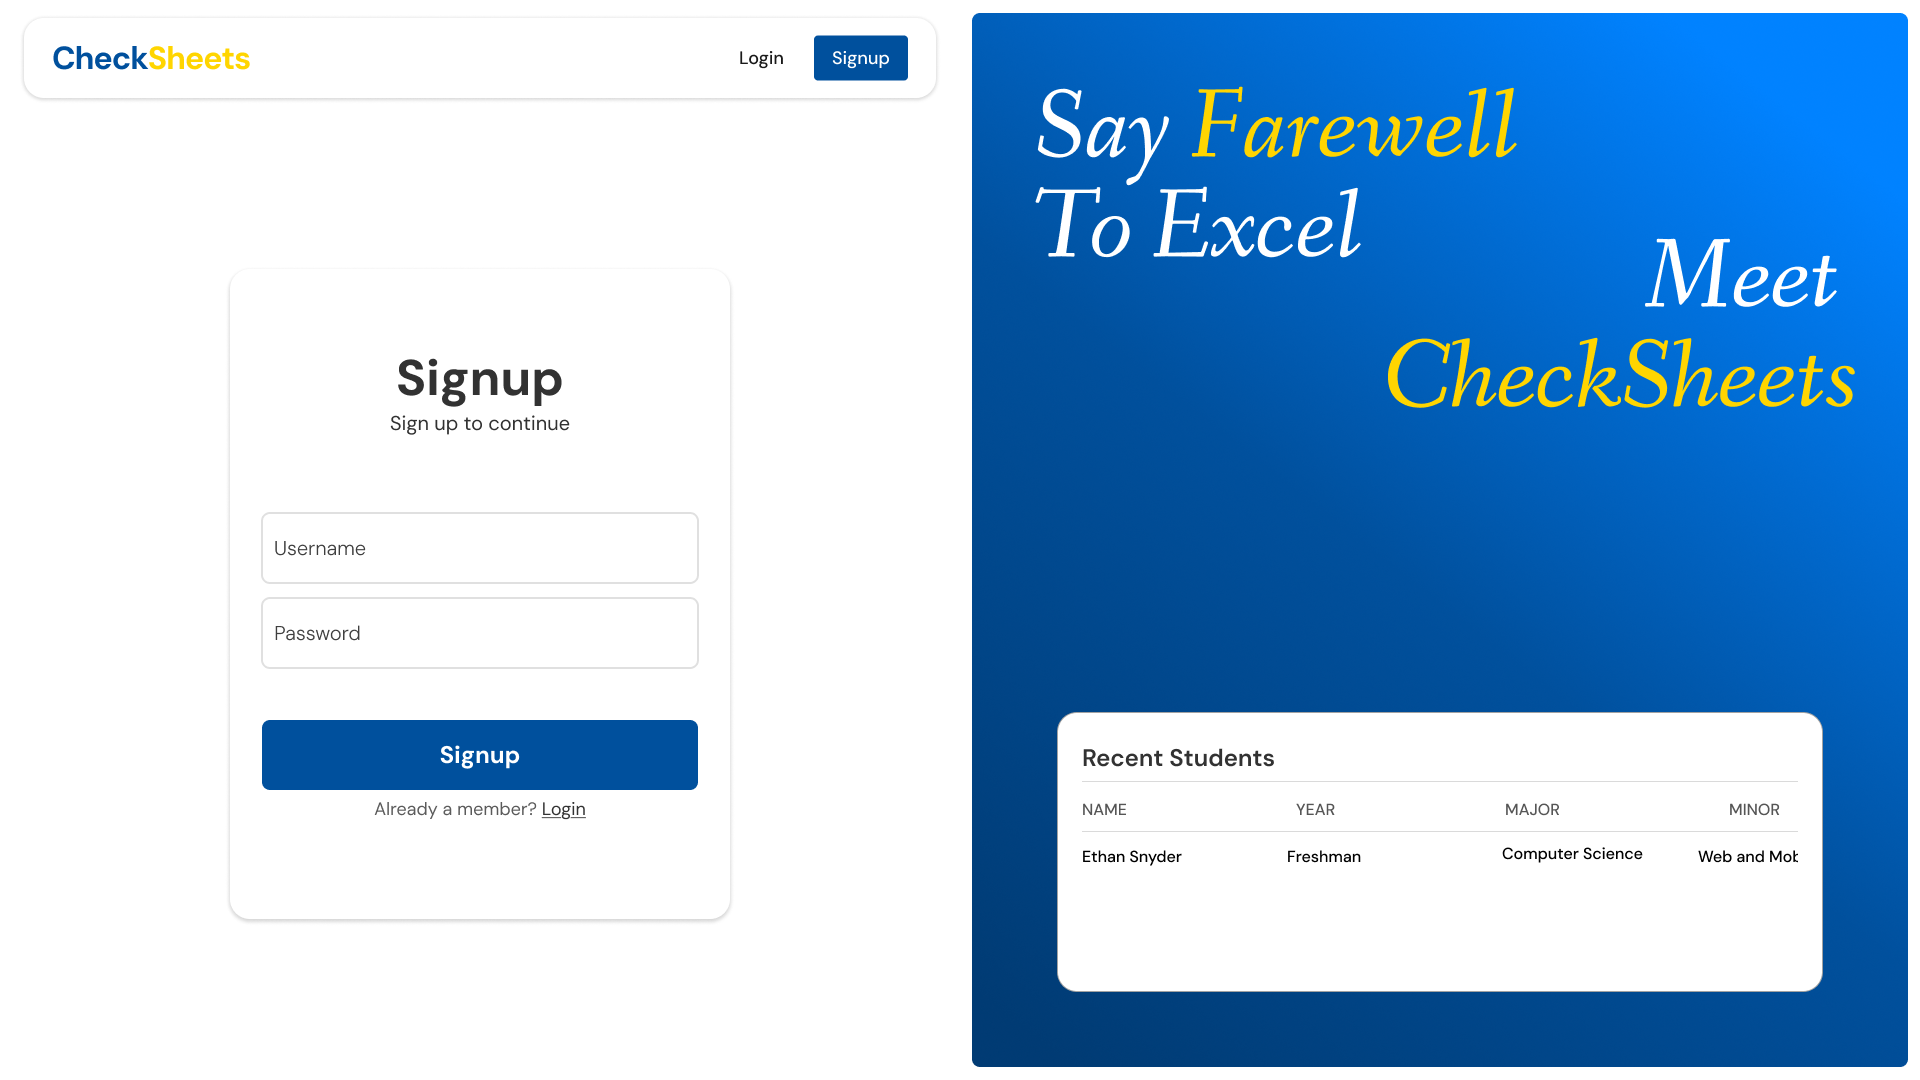 CheckSheets
Login
Signup
Signup
Sign up to continue
Username
Password
Signup
Already a member? Login
Say Farewell
To Excel
Meet
CheckSheets
Recent Students
NAME YEAR MAJOR MINOR
Ethan Snyder Freshman Computer Science Web and Mob